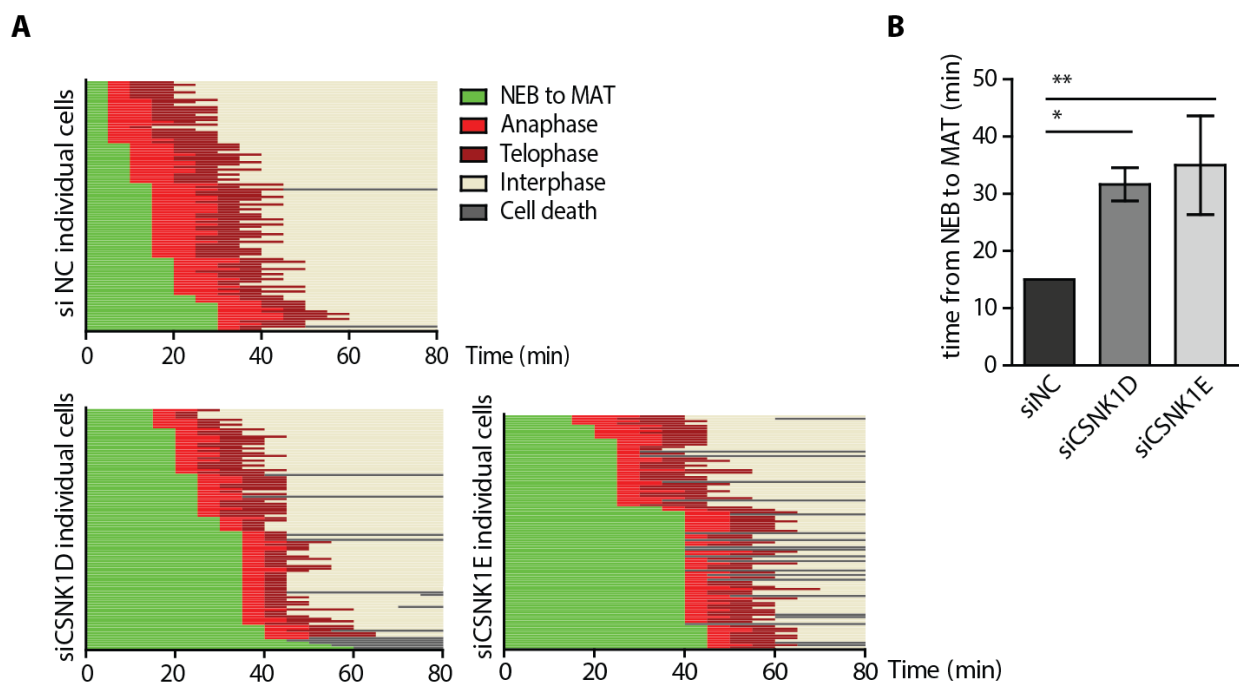 A
si NC individual cells
0 20 40 60 80 Time (min)
NEB to MAT
Anaphase
Telophase
Interphase
Cell death
B
time from NEB to MAT (min)
50
40
30
20
10
0
**
*
siNC
siCSNK1D
siCSNK1E
siCSNK1D individual cells
0 20 40 60 80
siCSNK1E individual cells
0 20 40 60 80 Time (min)